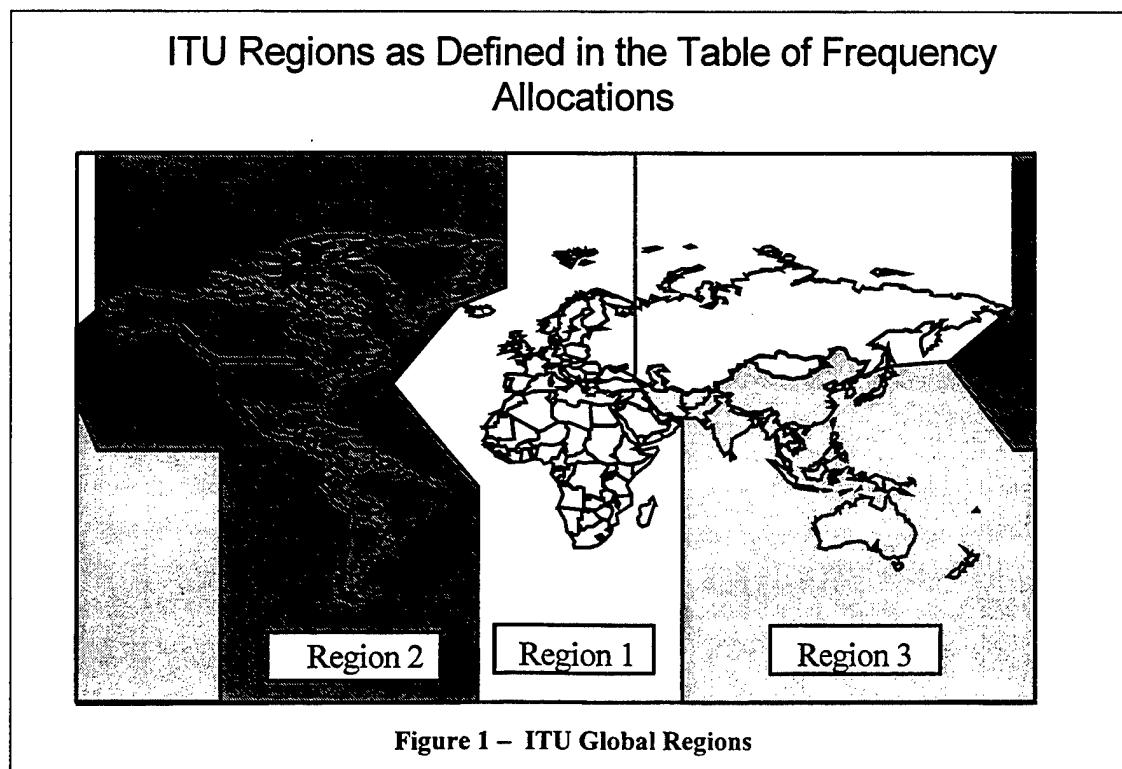 ITU Regions as Defined in the Table of Frequency
Allocations
Region 2
Region 1
Region 3
Figure 1 – ITU Global Regions